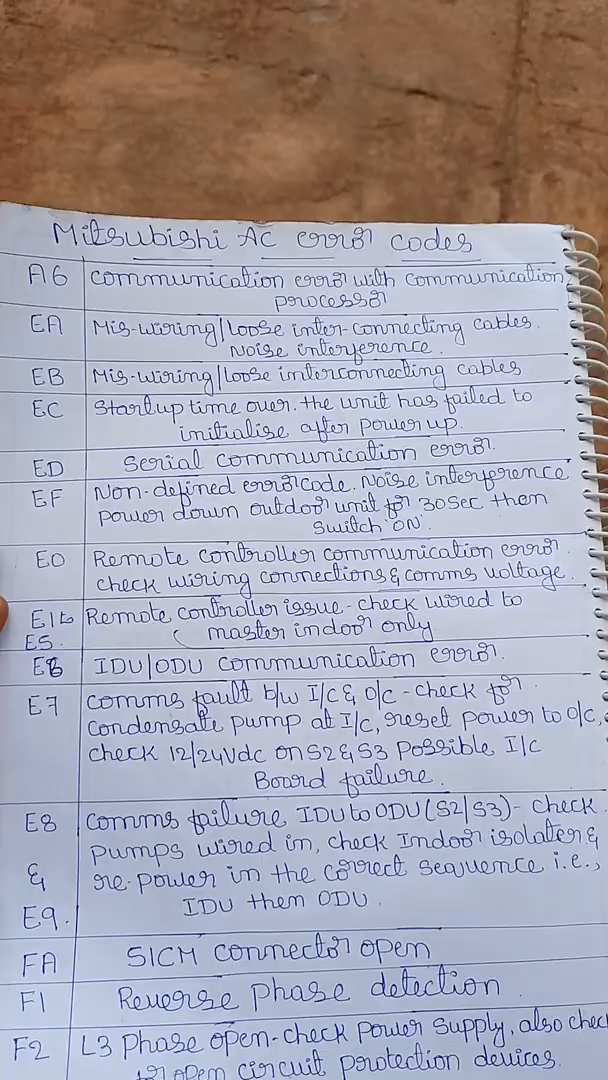 Mitsubishi AC error codes
A6 communication error with communication
processor
EA Mis-wiring/Loose inter-connecting cables.
Noise interference.
EB Mis-wiring/Loose interconnecting cables
EC Startup time over. the unit has failed to
initialise after power up.
ED Serial communication error.
EF Non-defined error code. Noise interference
power down outdoor unit for 30Sec them
switch 'ON'.
E0 Remote controller communication error.
check wiring connections & comms voltage.
E1 to Remote controller issue - check wired to
E5. master indoor only
E6 IDU/ODU communication error.
E7 Comms fault b/w I/C & O/C - check for
condensate pump at I/C, reset power to O/C,
check 12/24Vdc on S2 & S3 possible I/C
Board failure.
E8 Comms failure IDU to ODU (S2/S3) - check
pumps wired in, check Indoor isolater &
& re-power in the correct sequence i.e.,
E9. IDU them ODU.
FA SICM connector open
F1 Reverse phase detection
F2 L3 phase open - check power supply, also chec
for open circuit protection devices.